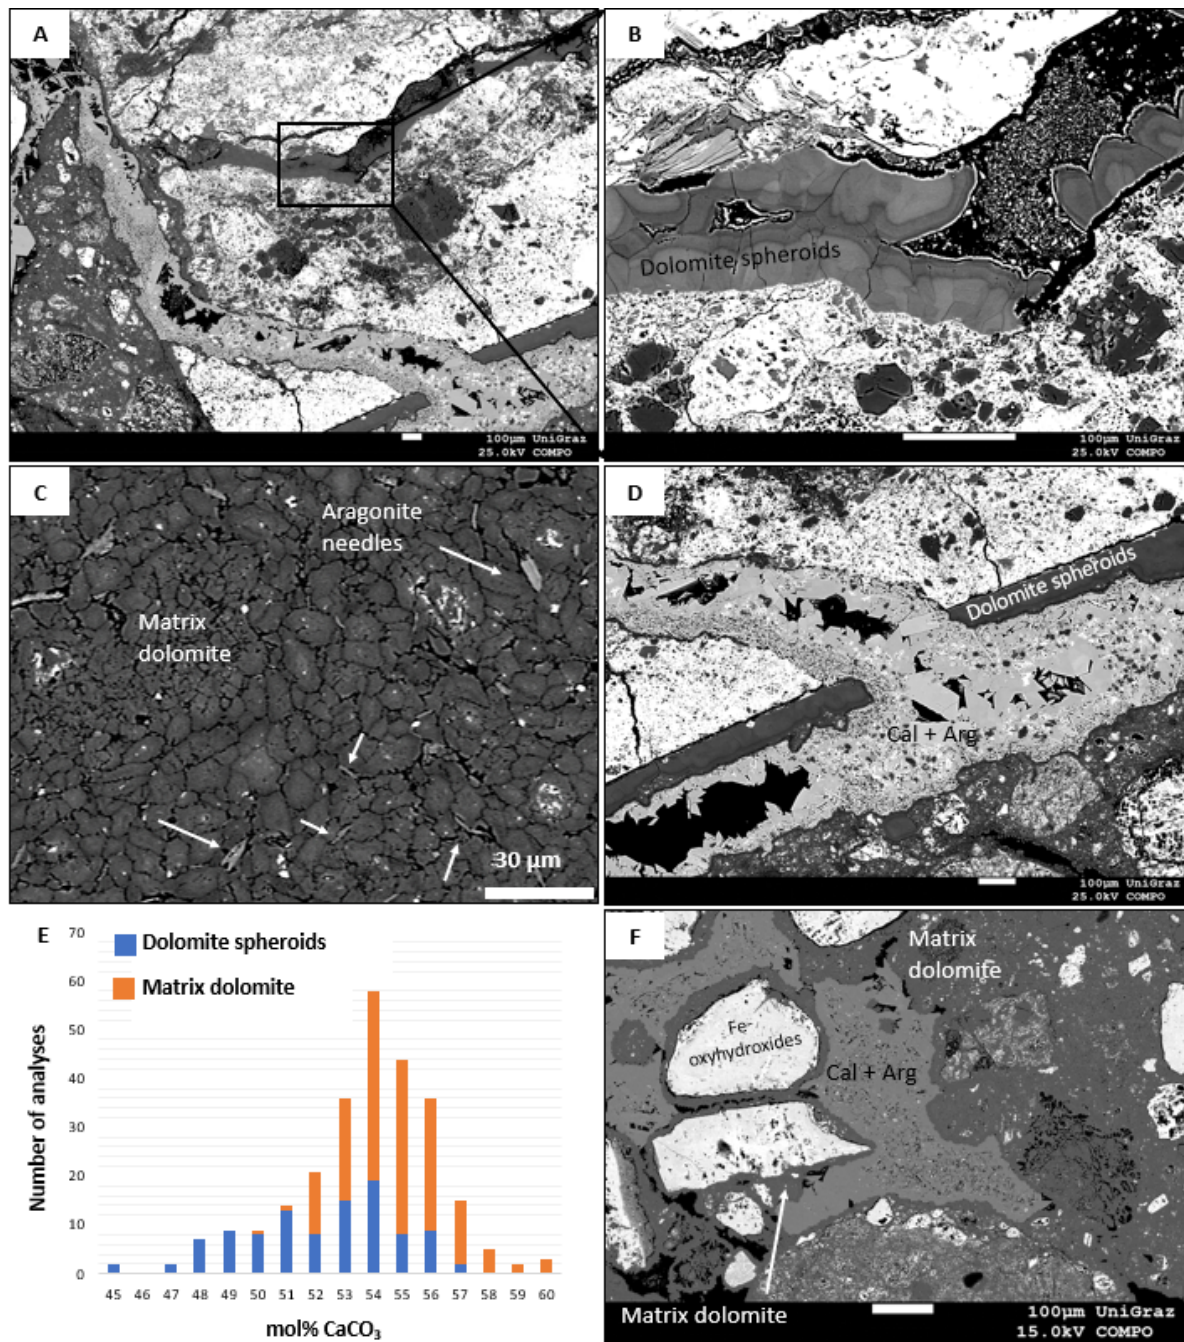 A
100µm UniGraz
25.0kV COMPO
B
Dolomite spheroids
100µm UniGraz
25.0kV COMPO
C
Aragonite
needles
Matrix
dolomite
30 µm
D
Dolomite spheroids
Cal + Arg
100µm UniGraz
25.0kV COMPO
E
Dolomite spheroids
Matrix dolomite
Number of analyses
70
60
50
40
30
20
10
0
45 46 47 48 49 50 51 52 53 54 55 56 57 58 59 60
mol% CaCO₃
F
Matrix
dolomite
Fe-
oxyhydroxides
Cal + Arg
Matrix dolomite
100µm UniGraz
15.0kV COMPO